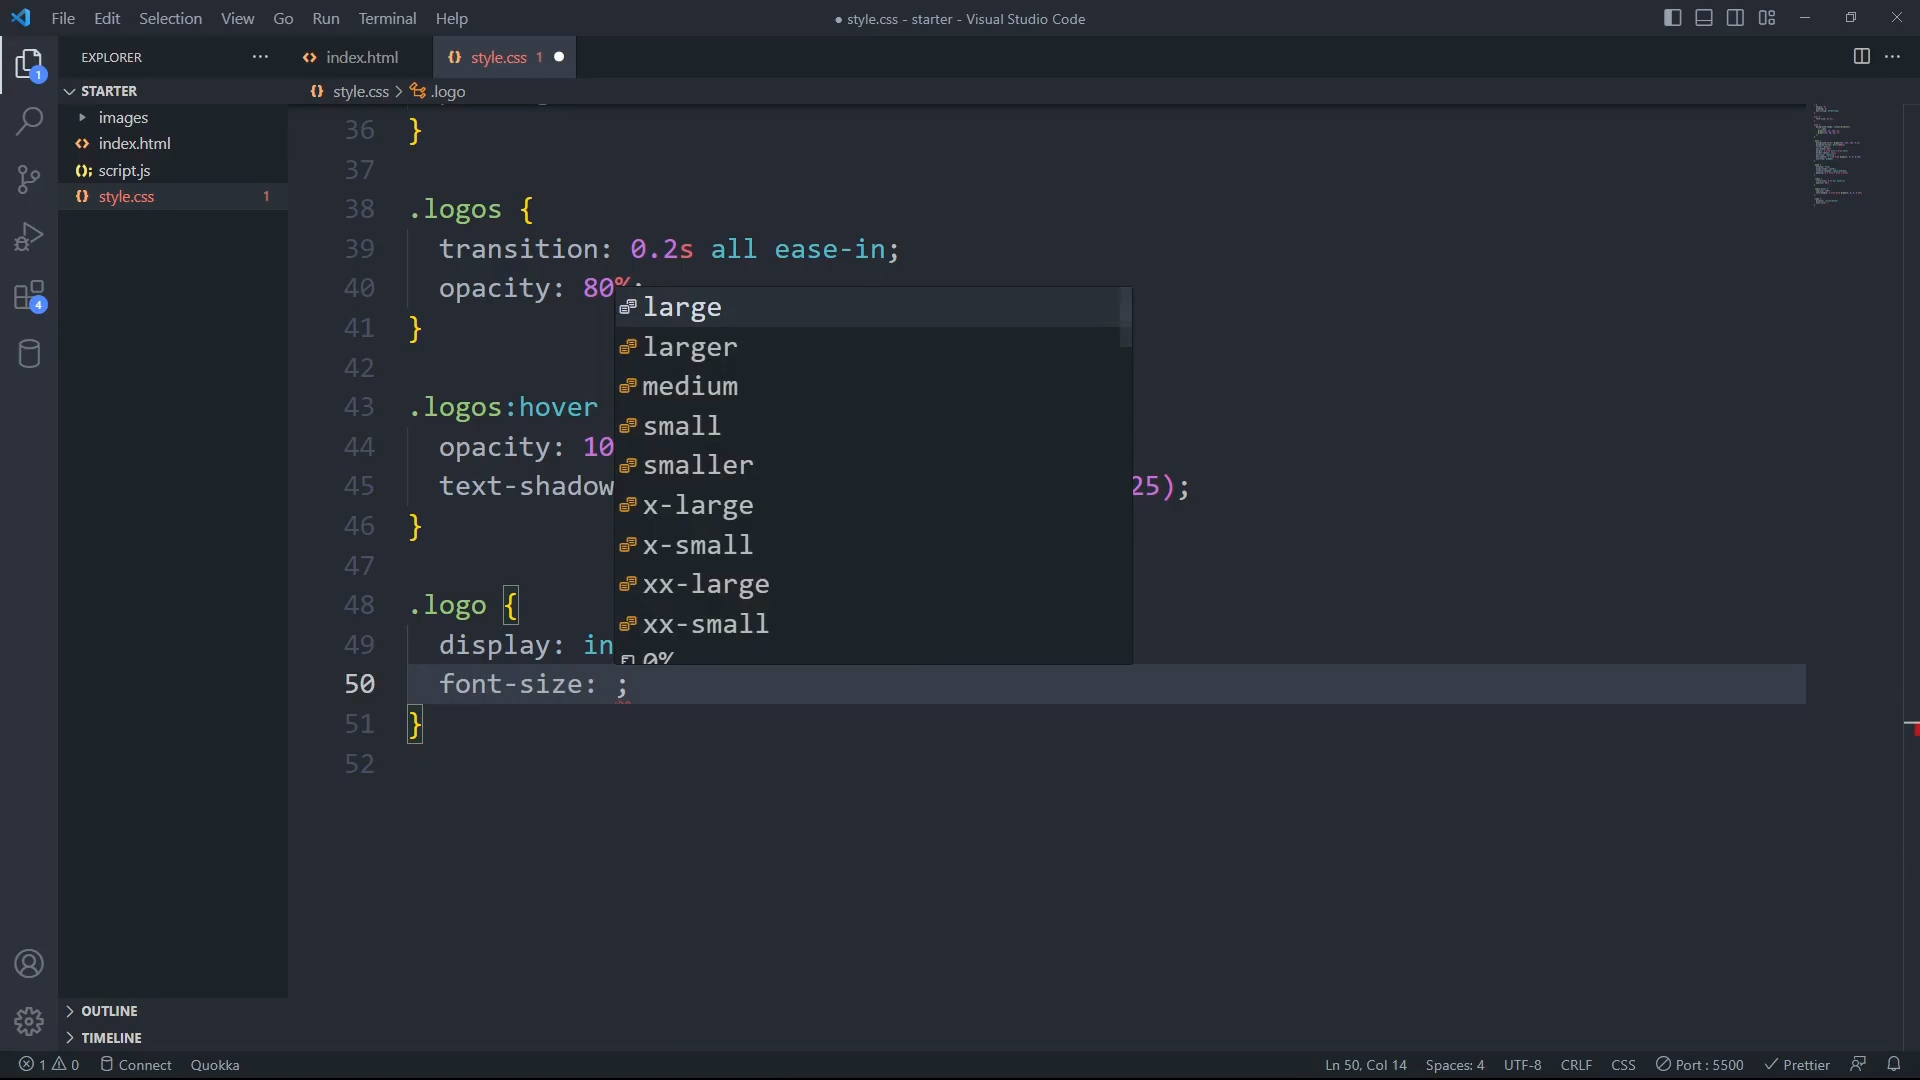 File Edit Selection View Go Run Terminal Help
● style.css - starter - Visual Studio Code
EXPLORER
index.html
style.css 1
STARTER
style.css > .logo
images
index.html
script.js
style.css 1
36 }
37
38 .logos {
39 transition: 0.2s all ease-in;
40 opacity: 80%;
41 }
42
43 .logos:hover
44 opacity: 10
45 text-shadow 25);
46 }
47
48 .logo {
49 display: in
50 font-size: ;
51 }
52
large
larger
medium
small
smaller
x-large
x-small
xx-large
xx-small
0%
1
4
OUTLINE
TIMELINE
1 0 Connect Quokka
Ln 50, Col 14 Spaces: 4 UTF-8 CRLF CSS Port : 5500 Prettier